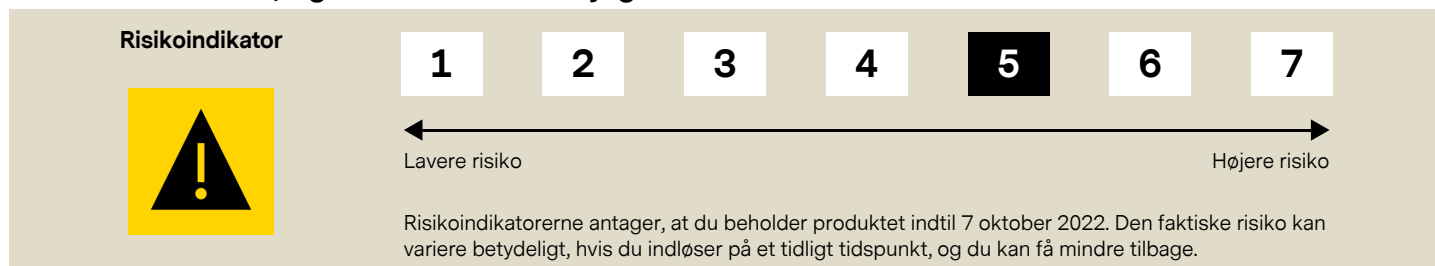 Risikoindikator
1 2 3 4 5 6 7
Lavere risiko Højere risiko
Risikoindikatorerne antager, at du beholder produktet indtil 7 oktober 2022. Den faktiske risiko kan
variere betydeligt, hvis du indløser på et tidligt tidspunkt, og du kan få mindre tilbage.